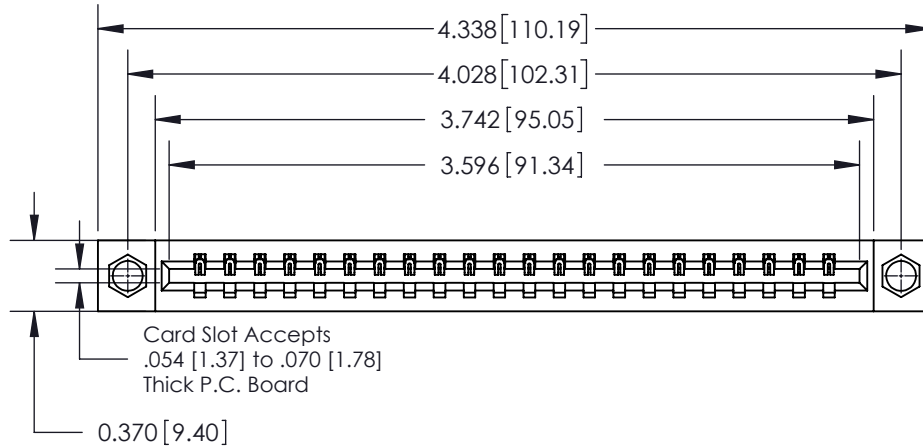 4.338 [110.19]
4.028 [102.31]
3.742 [95.05]
3.596 [91.34]
Card Slot Accepts
.054 [1.37] to .070 [1.78]
Thick P.C. Board
0.370 [9.40]